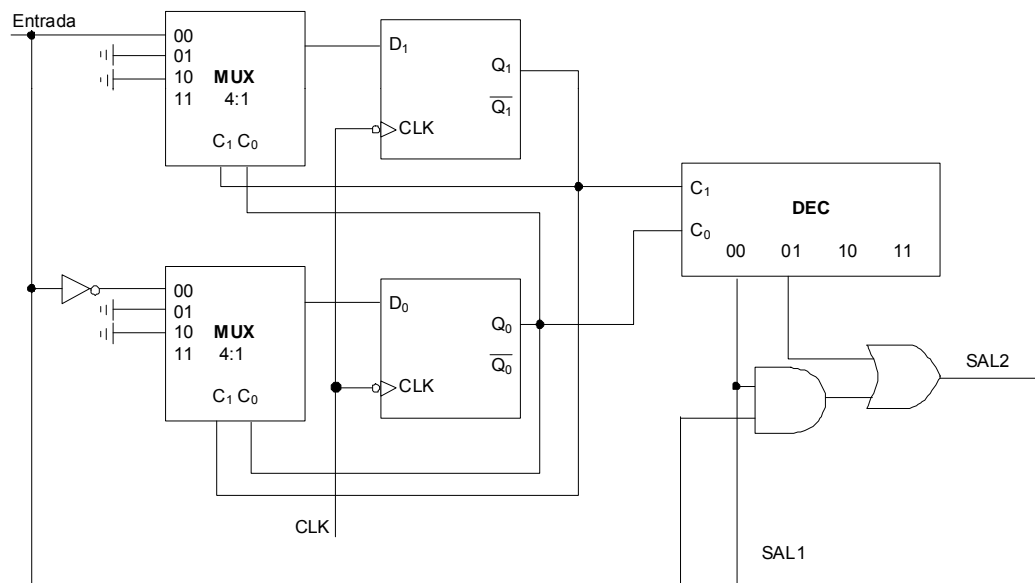 Entrada
00
01
10
11
MUX
4:1
C1 C0
D1
Q1
Q1
CLK
C1
C0
DEC
00 01 10 11
00
01
10
11
MUX
4:1
C1 C0
D0
Q0
Q0
CLK
SAL2
CLK
SAL1